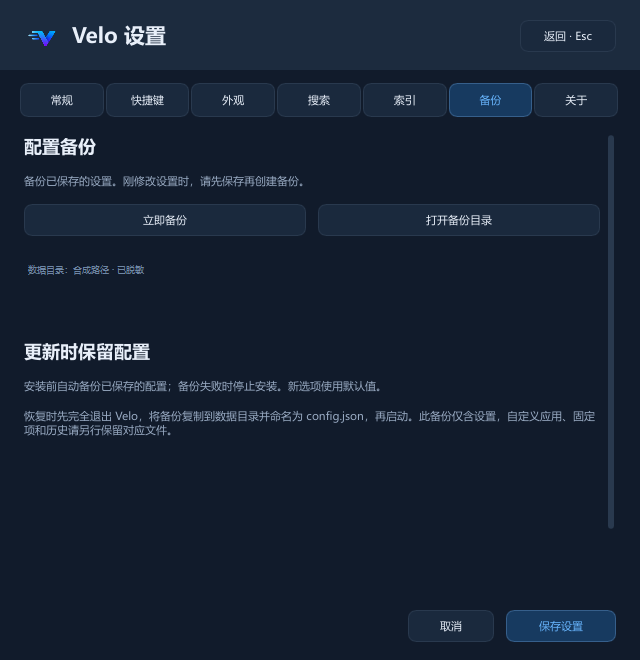 Velo 设置
返回 · Esc
常规
快捷键
外观
搜索
索引
备份
关于
配置备份
备份已保存的设置。刚修改设置时，请先保存再创建备份。
立即备份
打开备份目录
数据目录：合成路径 · 已脱敏
更新时保留配置
安装前自动备份已保存的配置；备份失败时停止安装。新选项使用默认值。
恢复时先完全退出 Velo，将备份复制到数据目录并命名为 config.json，再启动。此备份仅含设置，自定义应用、固定
项和历史请另行保留对应文件。
取消
保存设置